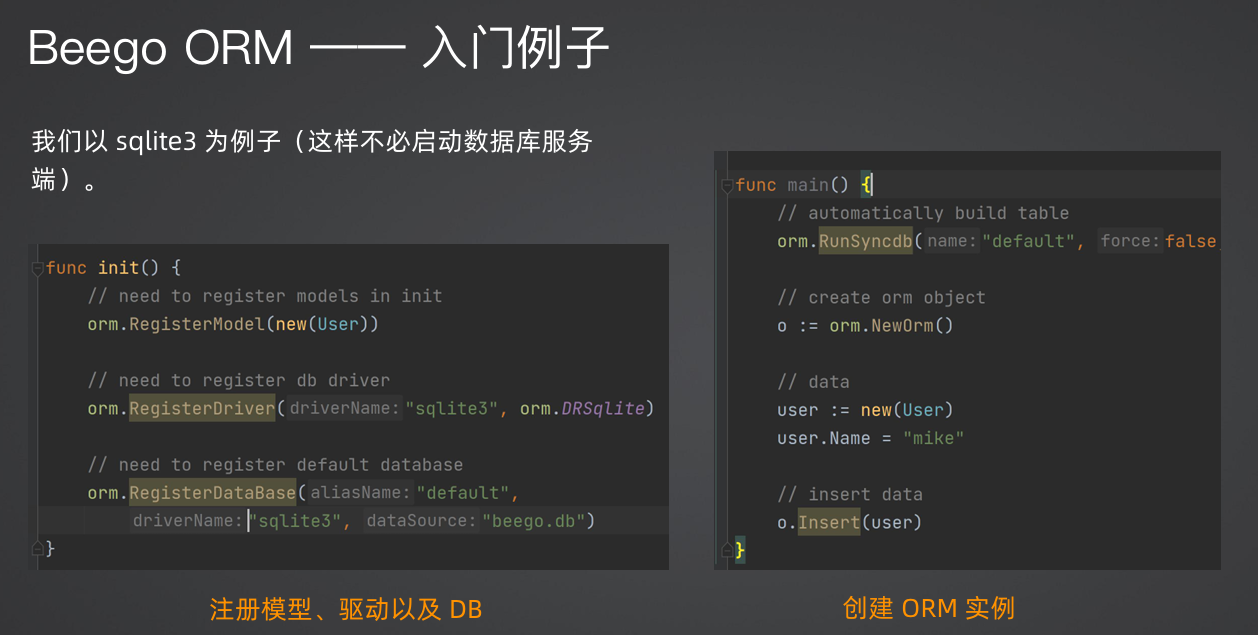 Beego ORM —— 入门例子
我们以 sqlite3 为例子（这样不必启动数据库服务
端）。
func init() {
// need to register models in init
orm.RegisterModel(new(User))
// need to register db driver
orm.RegisterDriver( driverName: "sqlite3", orm.DRSqlite)
// need to register default database
orm.RegisterDataBase( aliasName: "default",
driverName: "sqlite3", dataSource: "beego.db")
}
注册模型、驱动以及 DB
func main() {
// automatically build table
orm.RunSyncdb( name: "default", force: false,
// create orm object
o := orm.NewOrm()
// data
user := new(User)
user.Name = "mike"
// insert data
o.Insert(user)
}
创建 ORM 实例